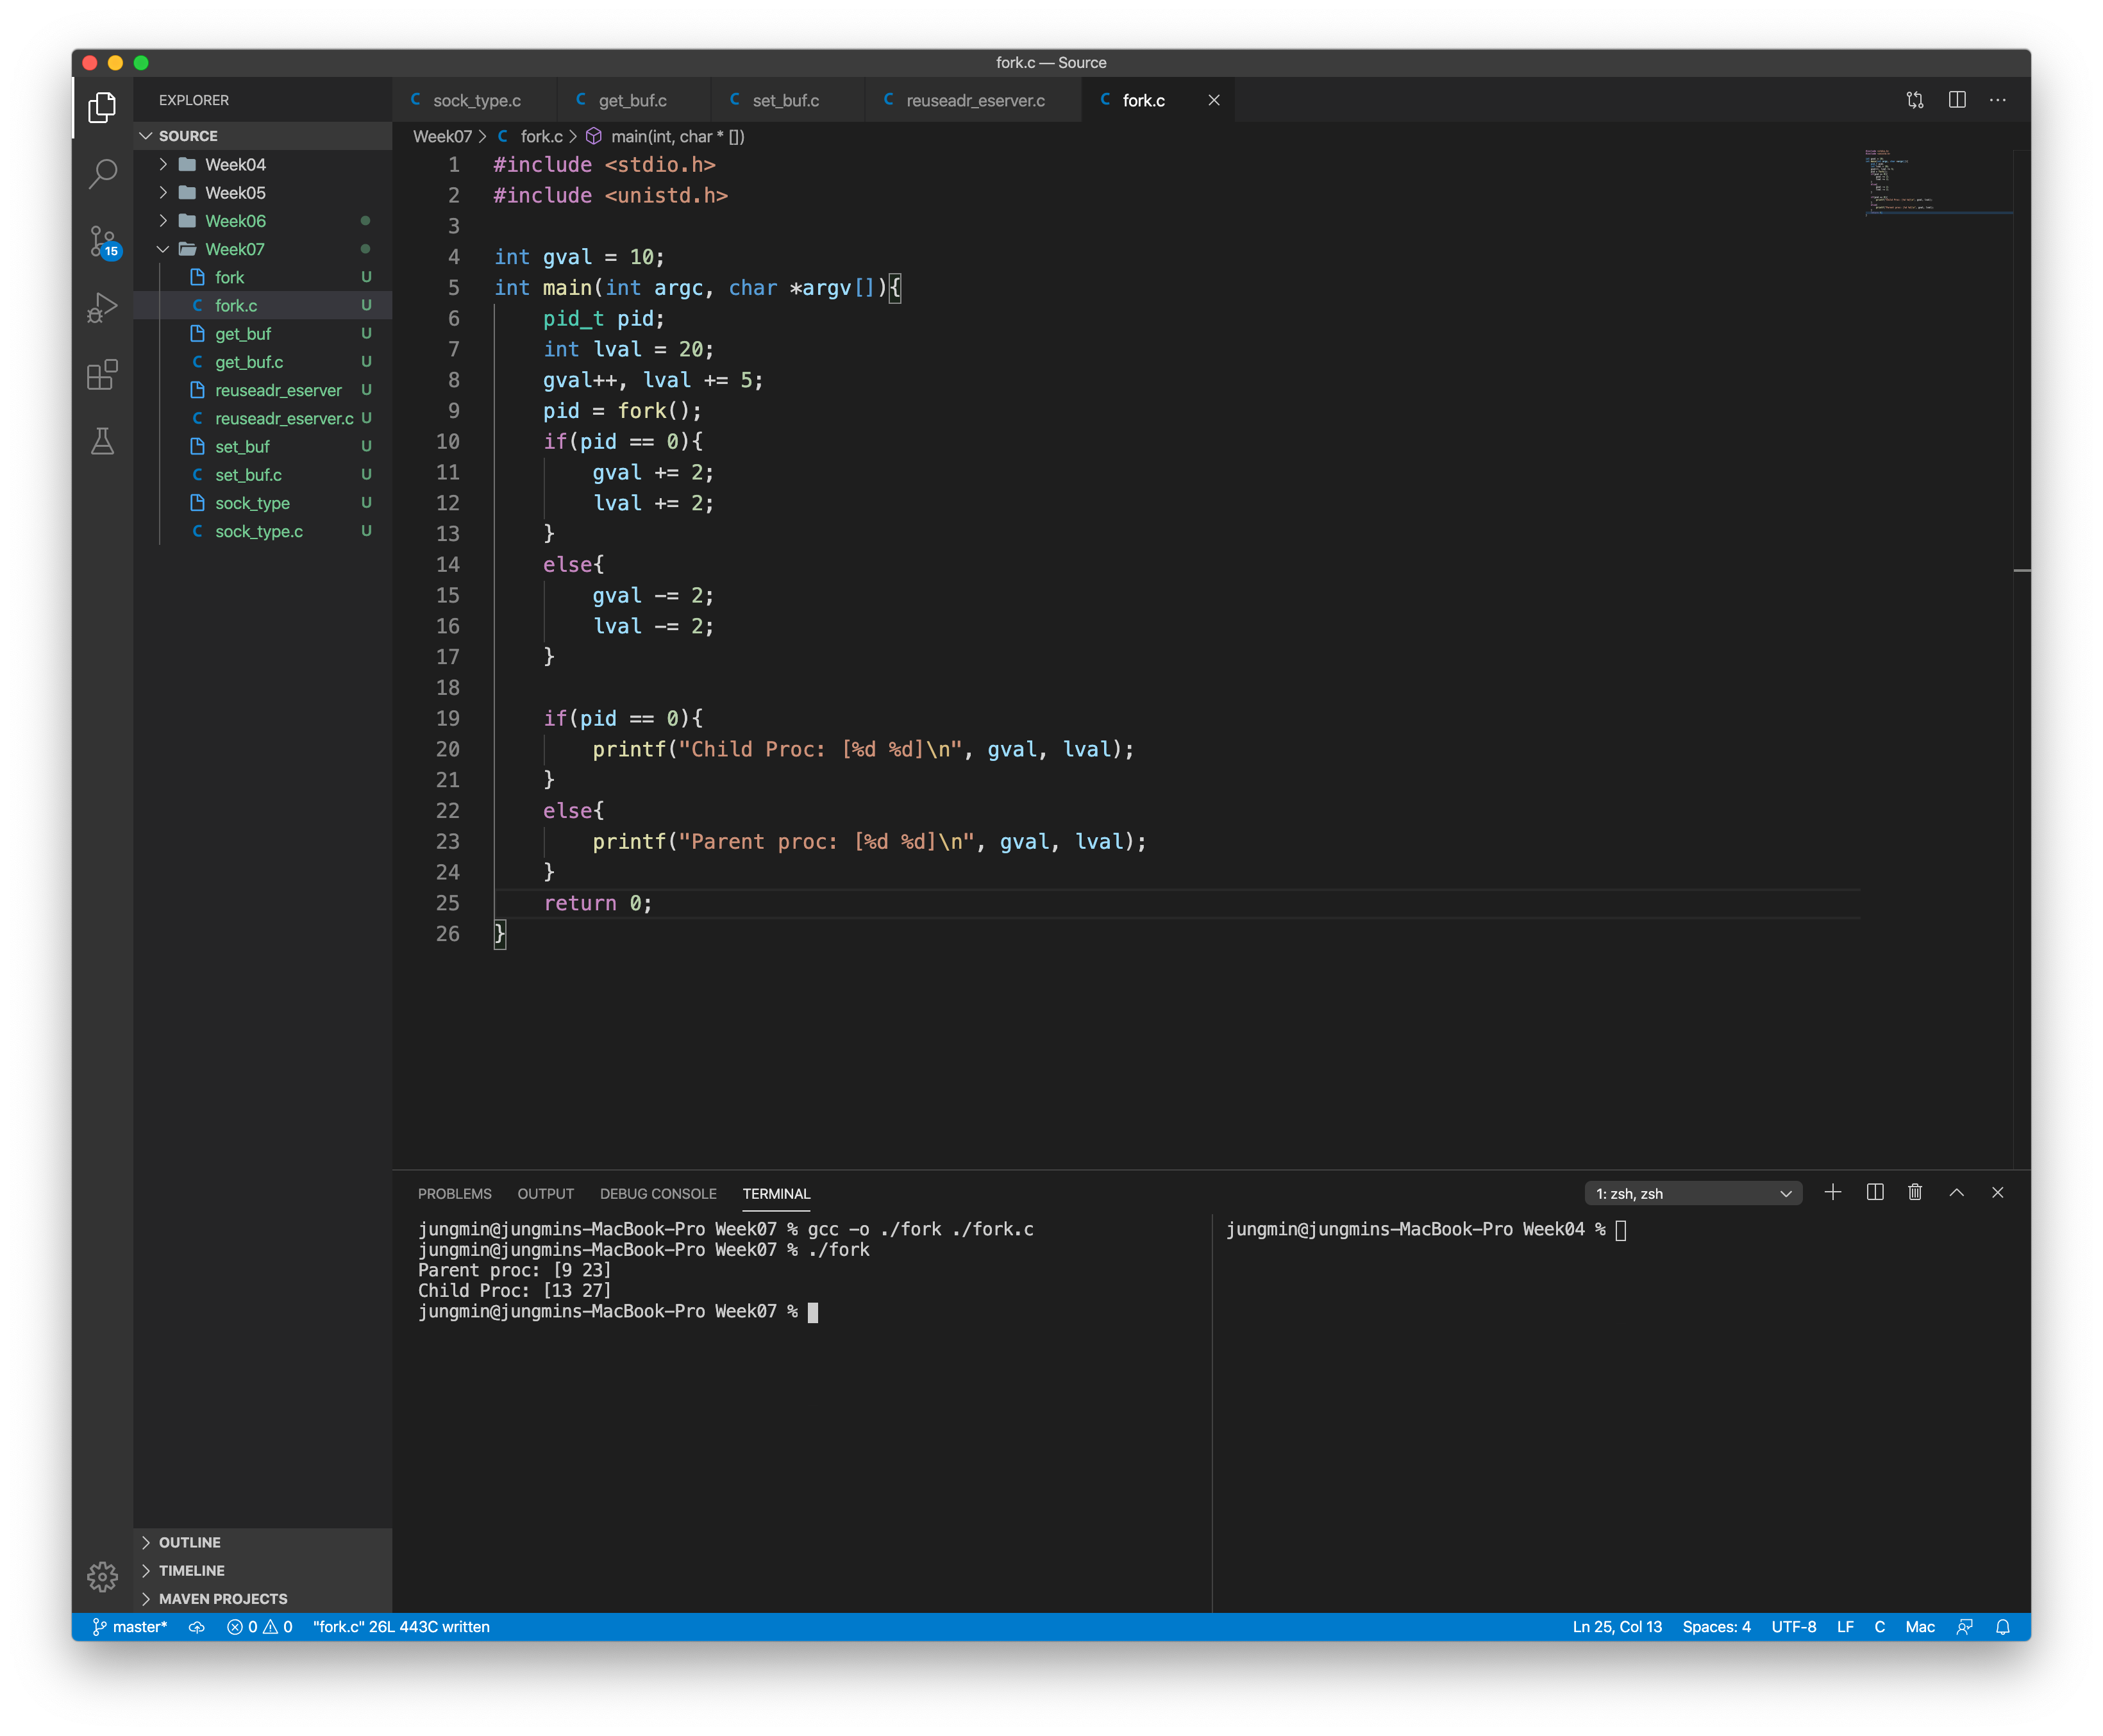 fork.c — Source
EXPLORER
SOURCE
Week04
Week05
Week06
Week07
fork U
fork.c U
get_buf U
get_buf.c U
reuseadr_eserver U
reuseadr_eserver.c U
set_buf U
set_buf.c U
sock_type U
sock_type.c U
OUTLINE
TIMELINE
MAVEN PROJECTS
15
C sock_type.c C get_buf.c C set_buf.c C reuseadr_eserver.c C fork.c
Week07 > C fork.c > main(int, char * [])
1 #include <stdio.h>
2 #include <unistd.h>
3
4 int gval = 10;
5 int main(int argc, char *argv[]){
6 pid_t pid;
7 int lval = 20;
8 gval++, lval += 5;
9 pid = fork();
10 if(pid == 0){
11 gval += 2;
12 lval += 2;
13 }
14 else{
15 gval -= 2;
16 lval -= 2;
17 }
18
19 if(pid == 0){
20 printf("Child Proc: [%d %d]\n", gval, lval);
21 }
22 else{
23 printf("Parent proc: [%d %d]\n", gval, lval);
24 }
25 return 0;
26 }
PROBLEMS OUTPUT DEBUG CONSOLE TERMINAL 1: zsh, zsh
jungmin@jungmins-MacBook-Pro Week07 % gcc -o ./fork ./fork.c
jungmin@jungmins-MacBook-Pro Week07 % ./fork
Parent proc: [9 23]
Child Proc: [13 27]
jungmin@jungmins-MacBook-Pro Week07 %
jungmin@jungmins-MacBook-Pro Week04 %
master* 0 0 "fork.c" 26L 443C written Ln 25, Col 13 Spaces: 4 UTF-8 LF C Mac